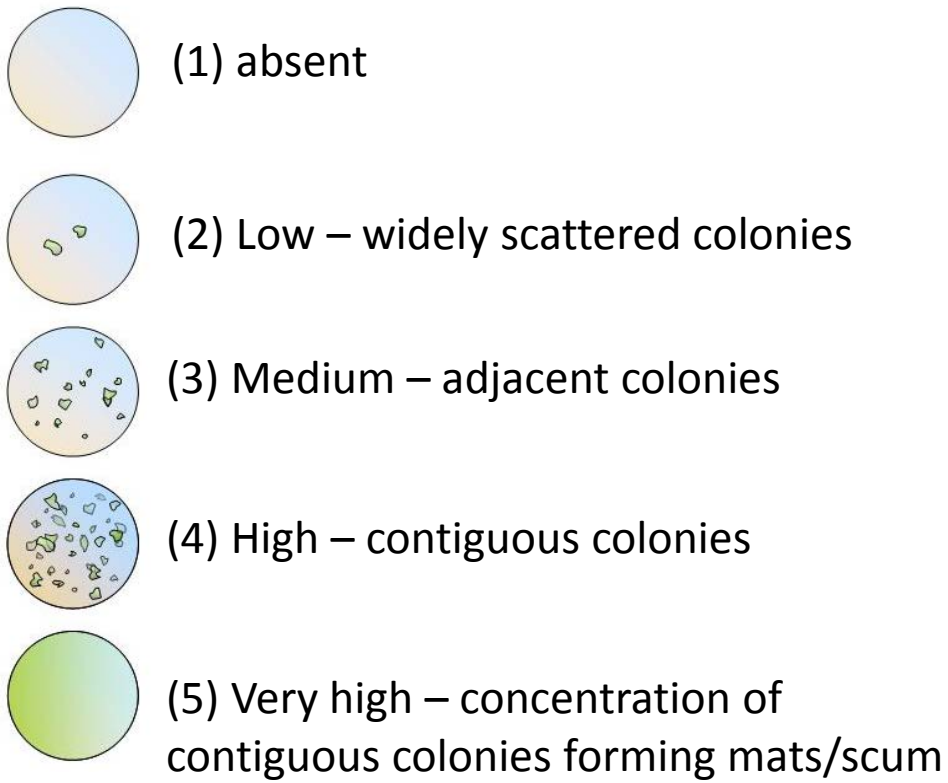 (1) absent
(2) Low – widely scattered colonies
(3) Medium – adjacent colonies
(4) High – contiguous colonies
(5) Very high – concentration of
contiguous colonies forming mats/scum